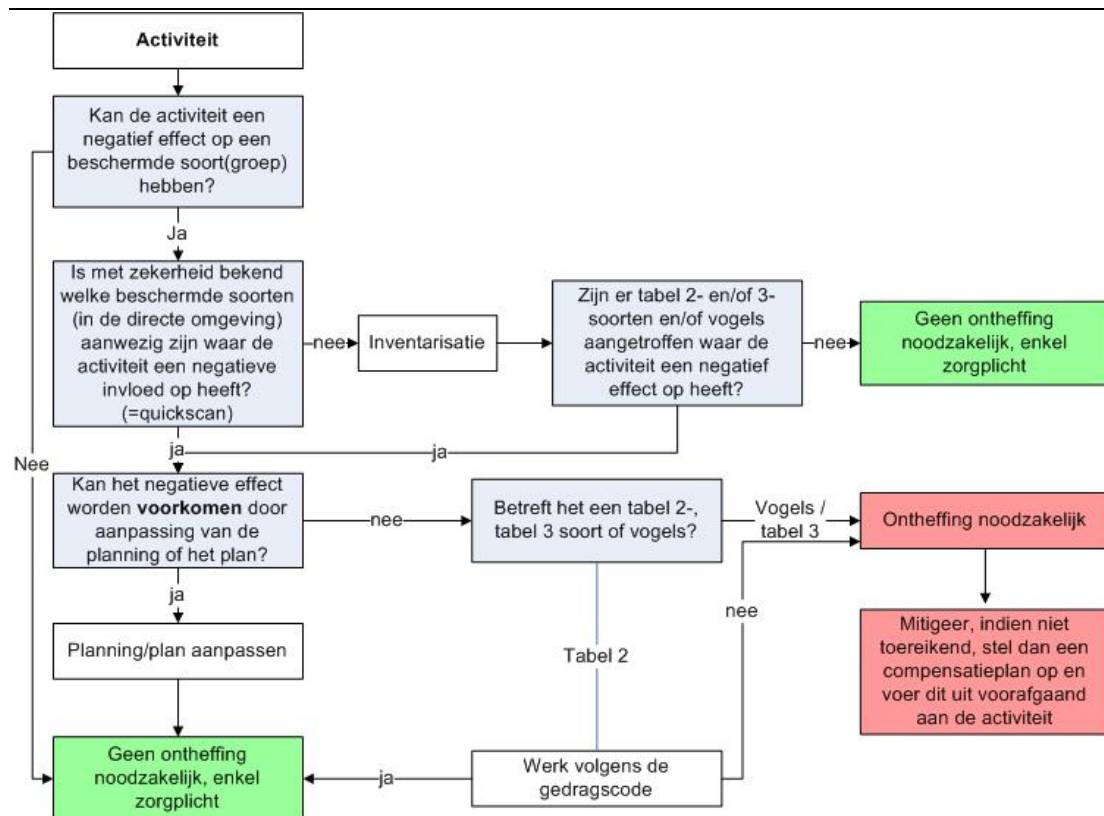 Activiteit
Kan de activiteit een
negatief effect op een
beschermde soort(groep)
hebben?
Ja
Is met zekerheid bekend
welke beschermde soorten
(in de directe omgeving)
aanwezig zijn waar de
activiteit een negatieve
invloed op heeft?
(=quickscan)
nee
Inventarisatie
Zijn er tabel 2- en/of 3-
soorten en/of vogels
aangetroffen waar de
activiteit een negatief
effect op heeft?
nee
Geen ontheffing
noodzakelijk, enkel
zorgplicht
ja
ja
Nee
Kan het negatieve effect
worden voorkomen door
aanpassing van de
planning of het plan?
nee
Betreft het een tabel 2-,
tabel 3 soort of vogels?
Vogels /
tabel 3
Ontheffing noodzakelijk
ja
nee
Planning/plan aanpassen
Tabel 2
Mitigeer, indien niet
toereikend, stel dan een
compensatieplan op en
voer dit uit voorafgaand
aan de activiteit
Geen ontheffing
noodzakelijk, enkel
zorgplicht
ja
Werk volgens de
gedragscode